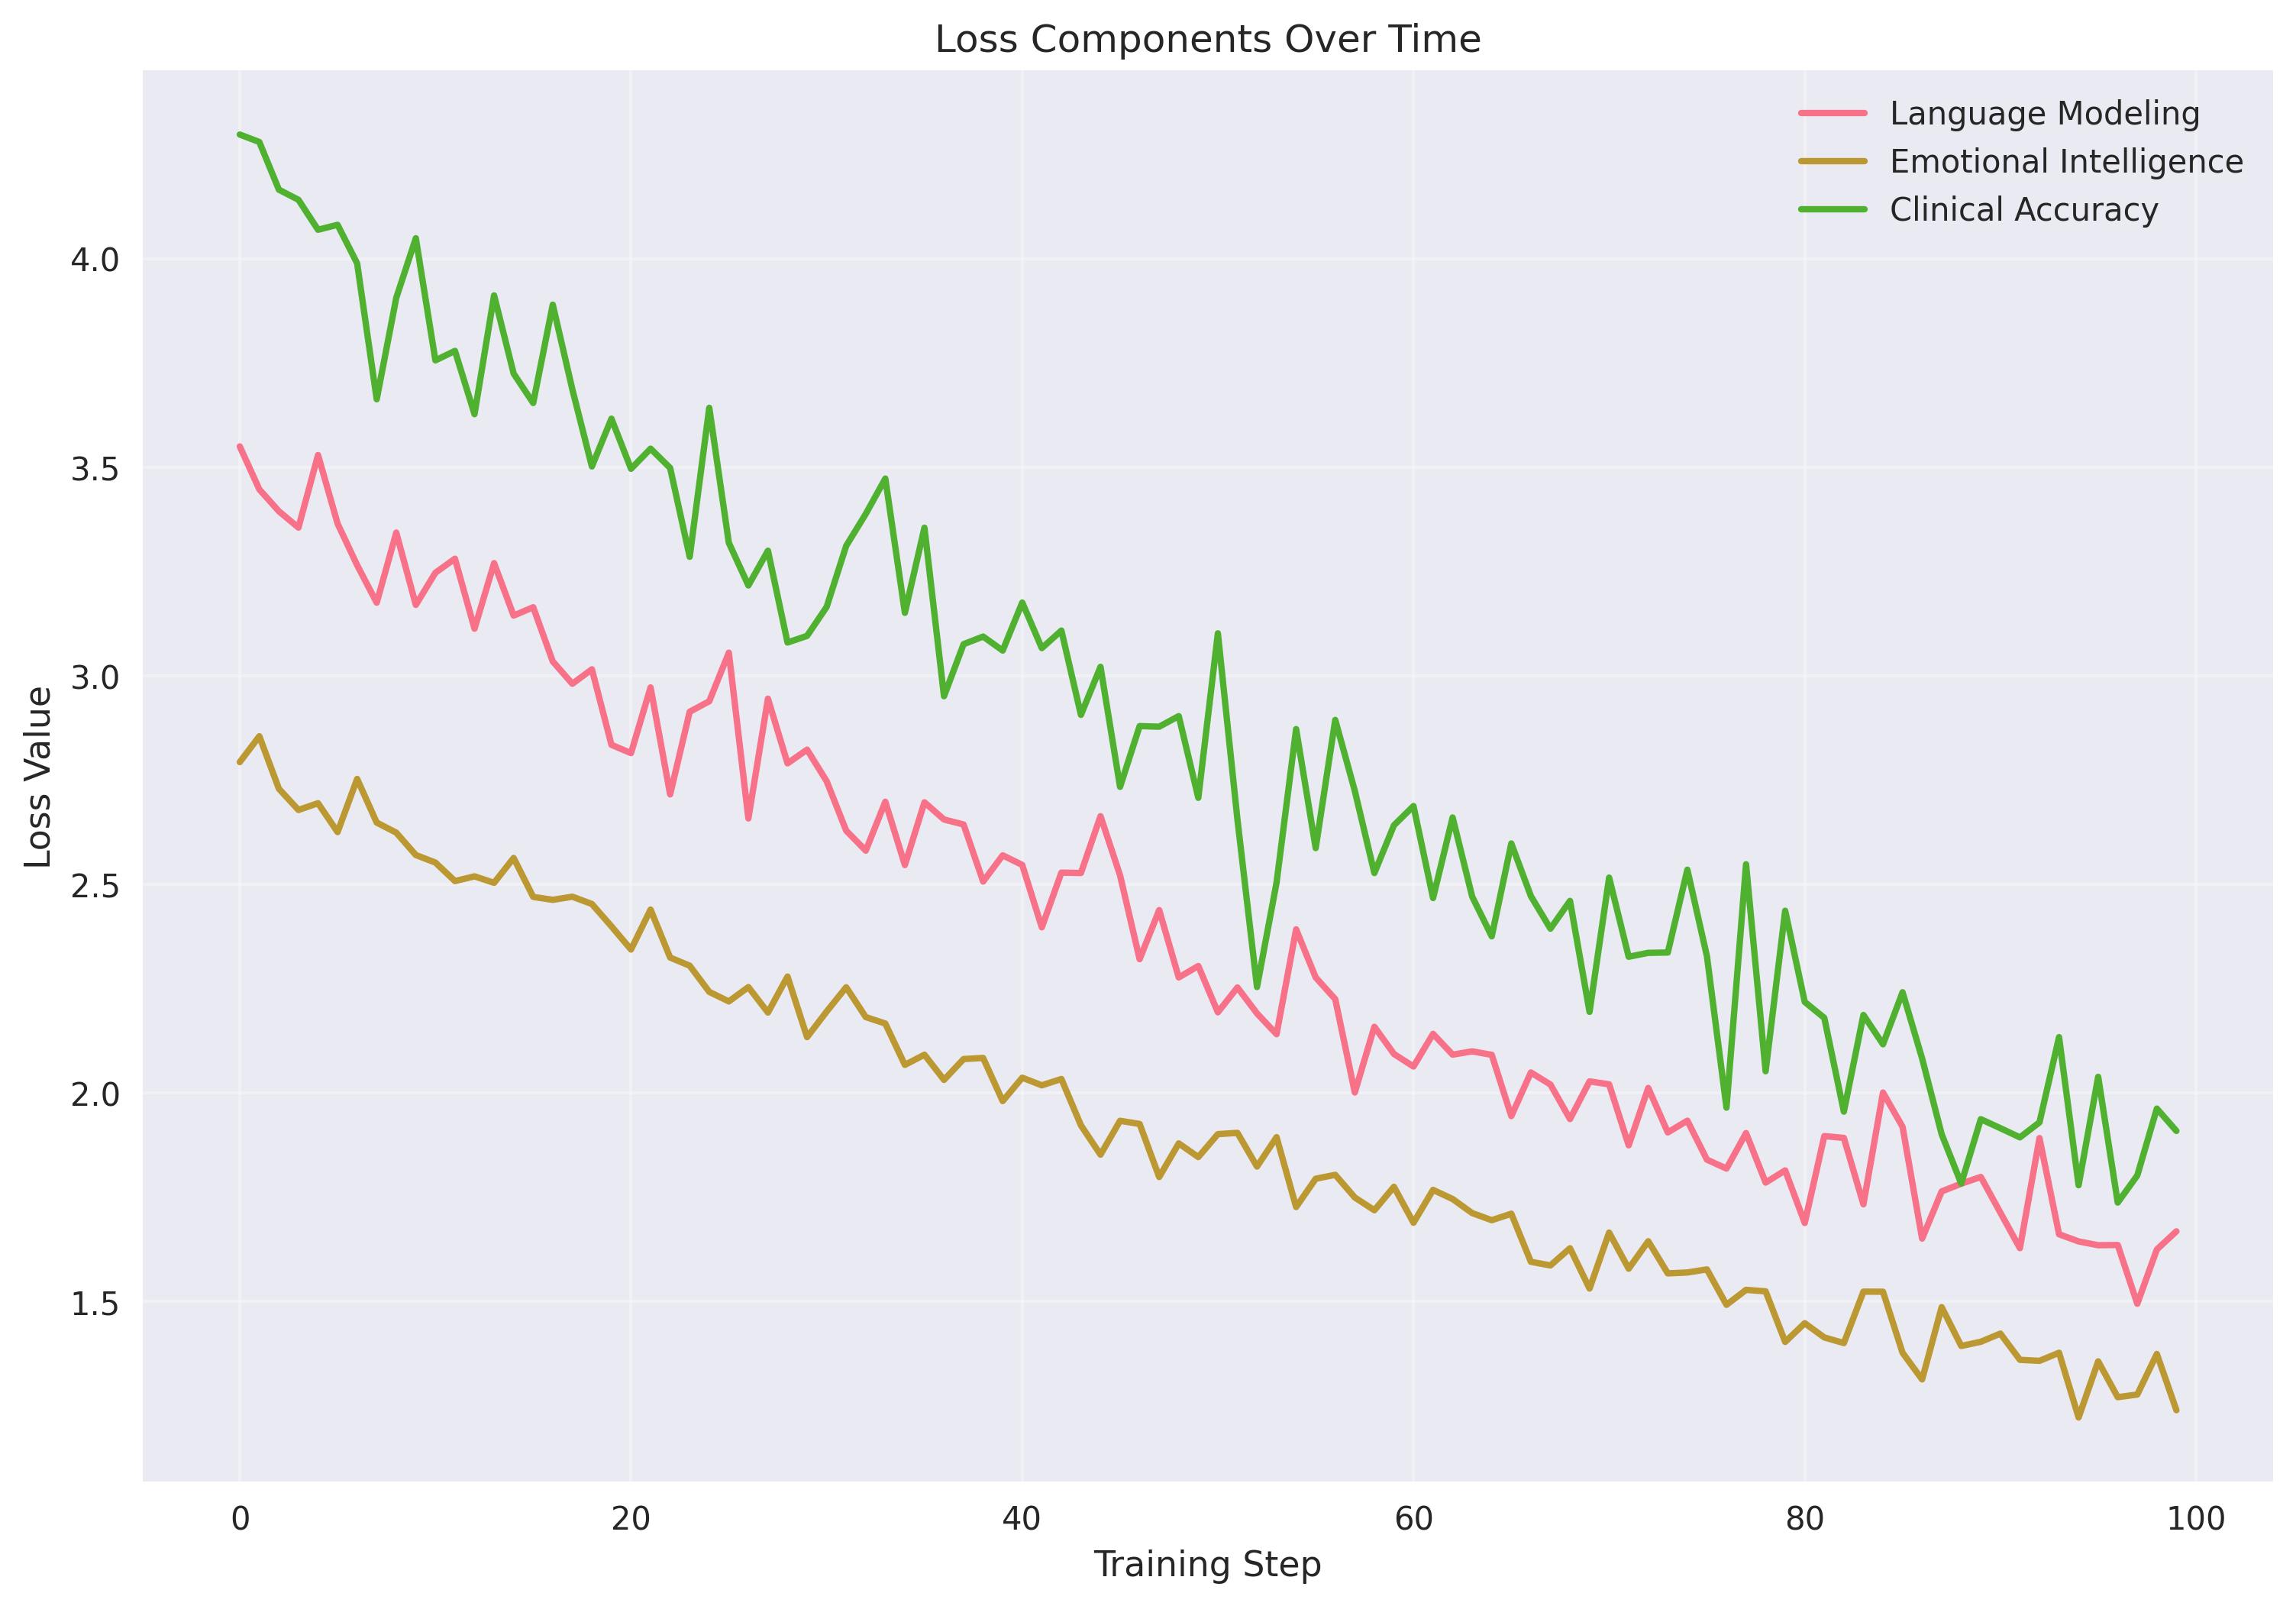 Loss Components Over Time
Language Modeling
Emotional Intelligence
Clinical Accuracy
4.0
3.5
3.0
2.5
2.0
1.5
Loss Value
0 20 40 60 80 100
Training Step